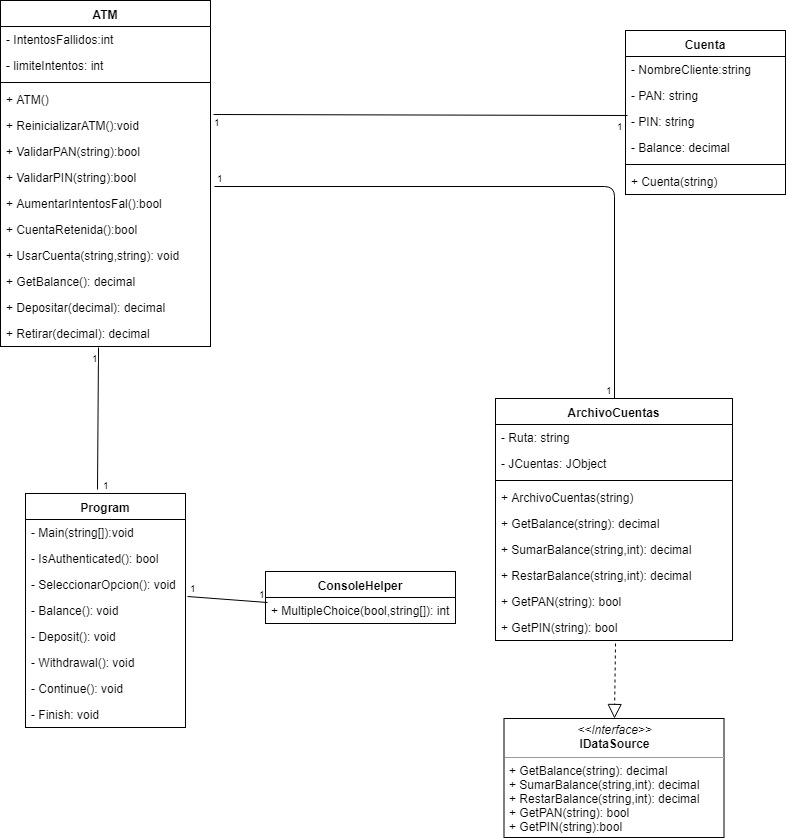 ATM
- IntentosFallidos:int
- limiteIntentos: int
+ ATM()
+ ReinicializarATM():void
+ ValidarPAN(string):bool
+ ValidarPIN(string):bool
+ AumentarIntentosFal():bool
+ CuentaRetenida():bool
+ UsarCuenta(string,string): void
+ GetBalance(): decimal
+ Depositar(decimal): decimal
+ Retirar(decimal): decimal
1
1
1
1
Cuenta
- NombreCliente:string
- PAN: string
- PIN: string
- Balance: decimal
+ Cuenta(string)
1
1
Program
- Main(string[]):void
- IsAuthenticated(): bool
- SeleccionarOpcion(): void
- Balance(): void
- Deposit(): void
- Withdrawal(): void
- Continue(): void
- Finish: void
1
1
ConsoleHelper
+ MultipleChoice(bool,string[]): int
ArchivoCuentas
- Ruta: string
- JCuentas: JObject
+ ArchivoCuentas(string)
+ GetBalance(string): decimal
+ SumarBalance(string,int): decimal
+ RestarBalance(string,int): decimal
+ GetPAN(string): bool
+ GetPIN(string): bool
<<Interface>>
IDataSource
+ GetBalance(string): decimal
+ SumarBalance(string,int): decimal
+ RestarBalance(string,int): decimal
+ GetPAN(string): bool
+ GetPIN(string):bool